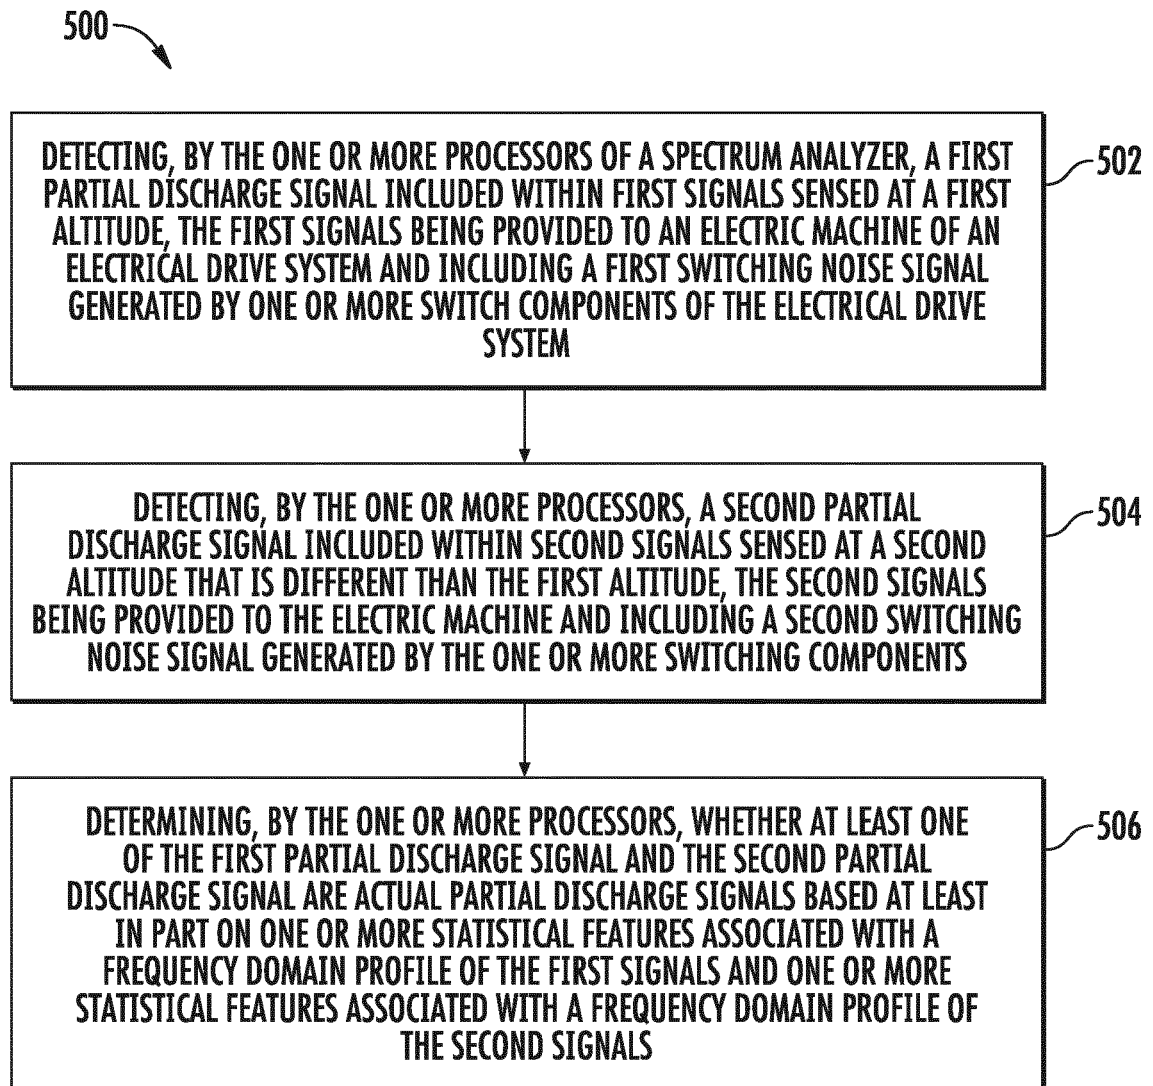 500
DETECTING, BY THE ONE OR MORE PROCESSORS OF A SPECTRUM ANALYZER, A FIRST
PARTIAL DISCHARGE SIGNAL INCLUDED WITHIN FIRST SIGNALS SENSED AT A FIRST
ALTITUDE, THE FIRST SIGNALS BEING PROVIDED TO AN ELECTRIC MACHINE OF AN
ELECTRICAL DRIVE SYSTEM AND INCLUDING A FIRST SWITCHING NOISE SIGNAL
GENERATED BY ONE OR MORE SWITCH COMPONENTS OF THE ELECTRICAL DRIVE
SYSTEM
502
DETECTING, BY THE ONE OR MORE PROCESSORS, A SECOND PARTIAL
DISCHARGE SIGNAL INCLUDED WITHIN SECOND SIGNALS SENSED AT A SECOND
ALTITUDE THAT IS DIFFERENT THAN THE FIRST ALTITUDE, THE SECOND SIGNALS
BEING PROVIDED TO THE ELECTRIC MACHINE AND INCLUDING A SECOND SWITCHING
NOISE SIGNAL GENERATED BY THE ONE OR MORE SWITCHING COMPONENTS
504
DETERMINING, BY THE ONE OR MORE PROCESSORS, WHETHER AT LEAST ONE
OF THE FIRST PARTIAL DISCHARGE SIGNAL AND THE SECOND PARTIAL
DISCHARGE SIGNAL ARE ACTUAL PARTIAL DISCHARGE SIGNALS BASED AT LEAST
IN PART ON ONE OR MORE STATISTICAL FEATURES ASSOCIATED WITH A
FREQUENCY DOMAIN PROFILE OF THE FIRST SIGNALS AND ONE OR MORE
STATISTICAL FEATURES ASSOCIATED WITH A FREQUENCY DOMAIN PROFILE OF
THE SECOND SIGNALS
506